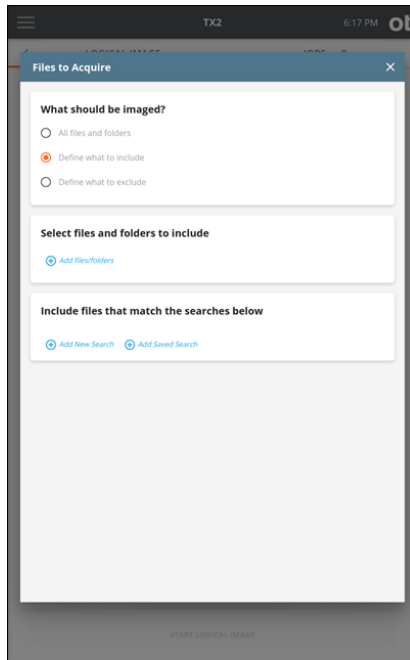 TX2
6:17 PM
LOGICAL IMAGE
Files to Acquire
What should be imaged?
All files and folders
Define what to include
Define what to exclude
Select files and folders to include
Add files/folders
Include files that match the searches below
Add New Search Add Saved Search
START LOGICAL IMAGE